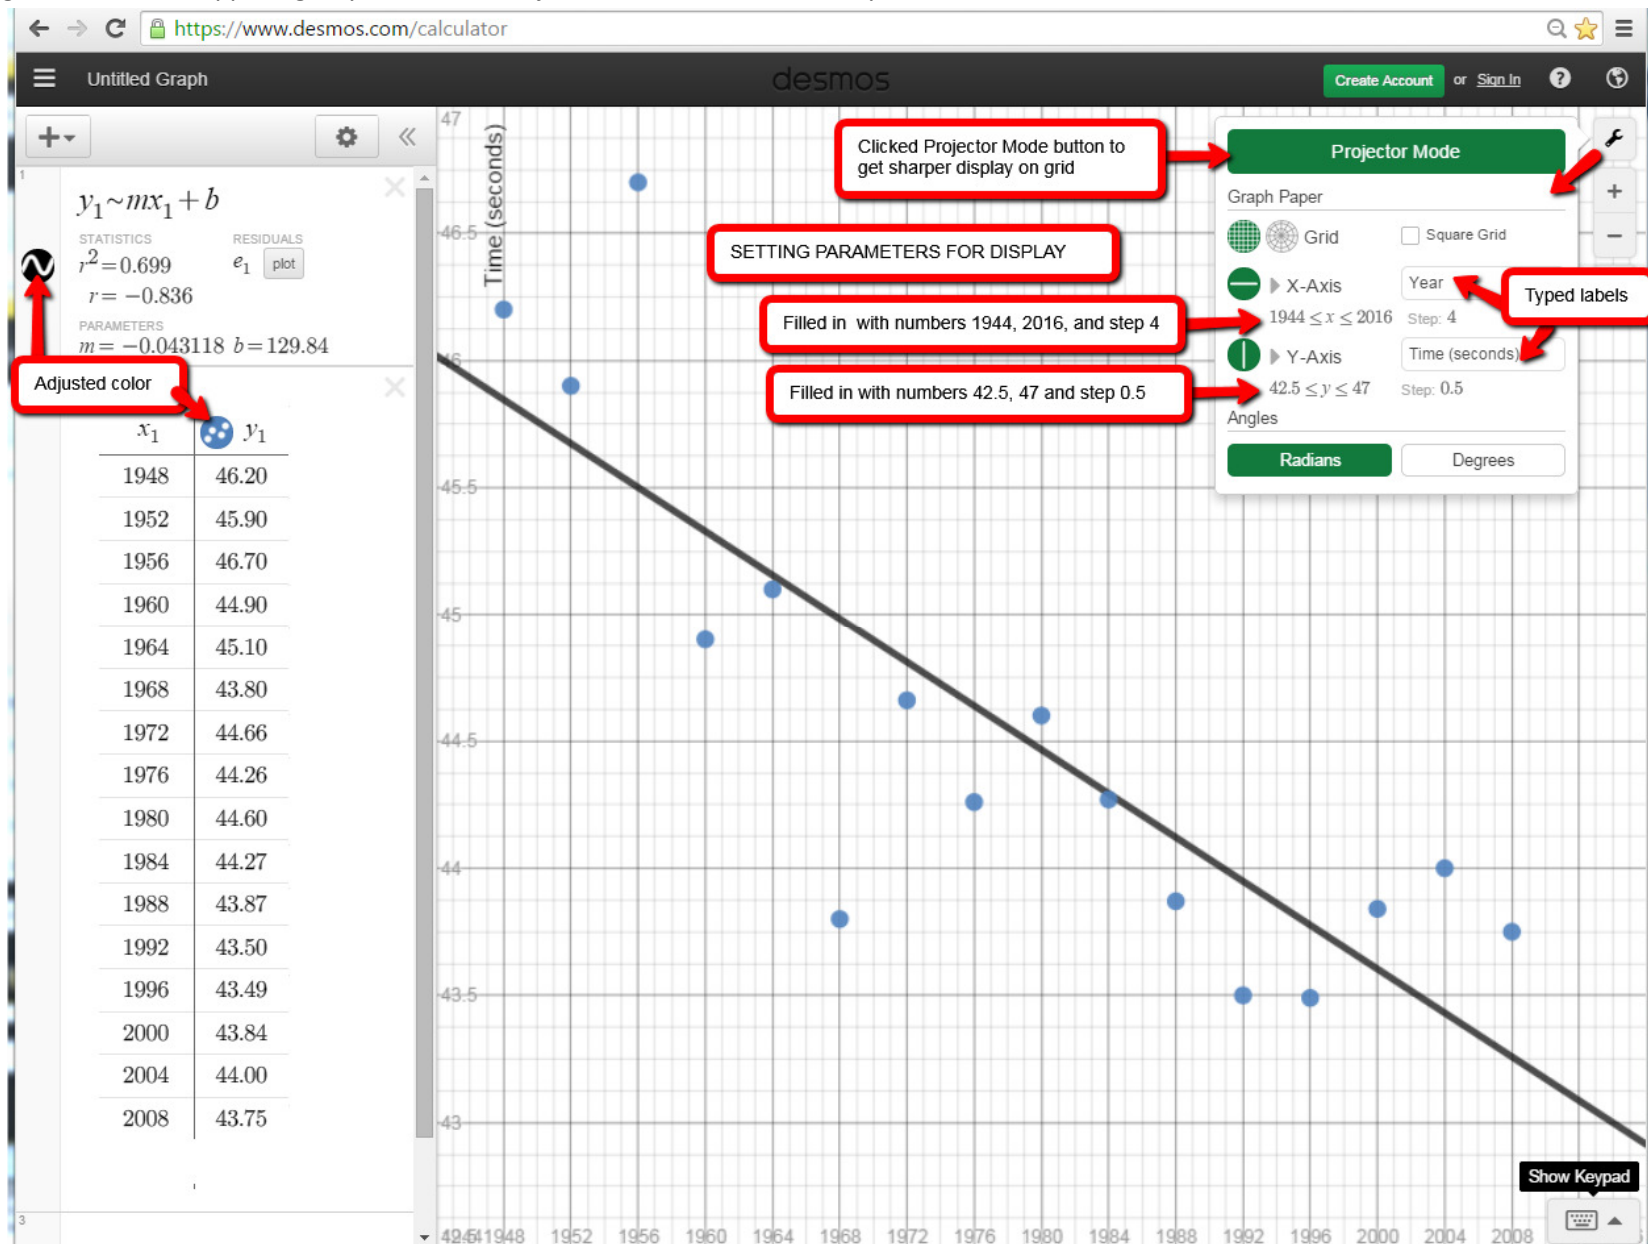 https://www.desmos.com/calculator
Untitled Graph
desmos
Create Account or Sign In ?
1
y₁~mx₁+b
STATISTICS RESIDUALS
r²=0.699 e₁ plot
r= −0.836
PARAMETERS
m= −0.043118 b=129.84
Adjusted color
x₁ y₁
1948 46.20
1952 45.90
1956 46.70
1960 44.90
1964 45.10
1968 43.80
1972 44.66
1976 44.26
1980 44.60
1984 44.27
1988 43.87
1992 43.50
1996 43.49
2000 43.84
2004 44.00
2008 43.75
3
Time (seconds)
47
46.5
46
45.5
45
44.5
44
43.5
43
1948 1952 1956 1960 1964 1968 1972 1976 1980 1984 1988 1992 1996 2000 2004 2008
Clicked Projector Mode button to
get sharper display on grid
SETTING PARAMETERS FOR DISPLAY
Filled in with numbers 1944, 2016, and step 4
Filled in with numbers 42.5, 47 and step 0.5
Projector Mode
Graph Paper
Grid Square Grid
X-Axis Year
1944 ≤ x ≤ 2016 Step: 4
Typed labels
Y-Axis Time (seconds)
42.5 ≤ y ≤ 47 Step: 0.5
Angles
Radians Degrees
Show Keypad